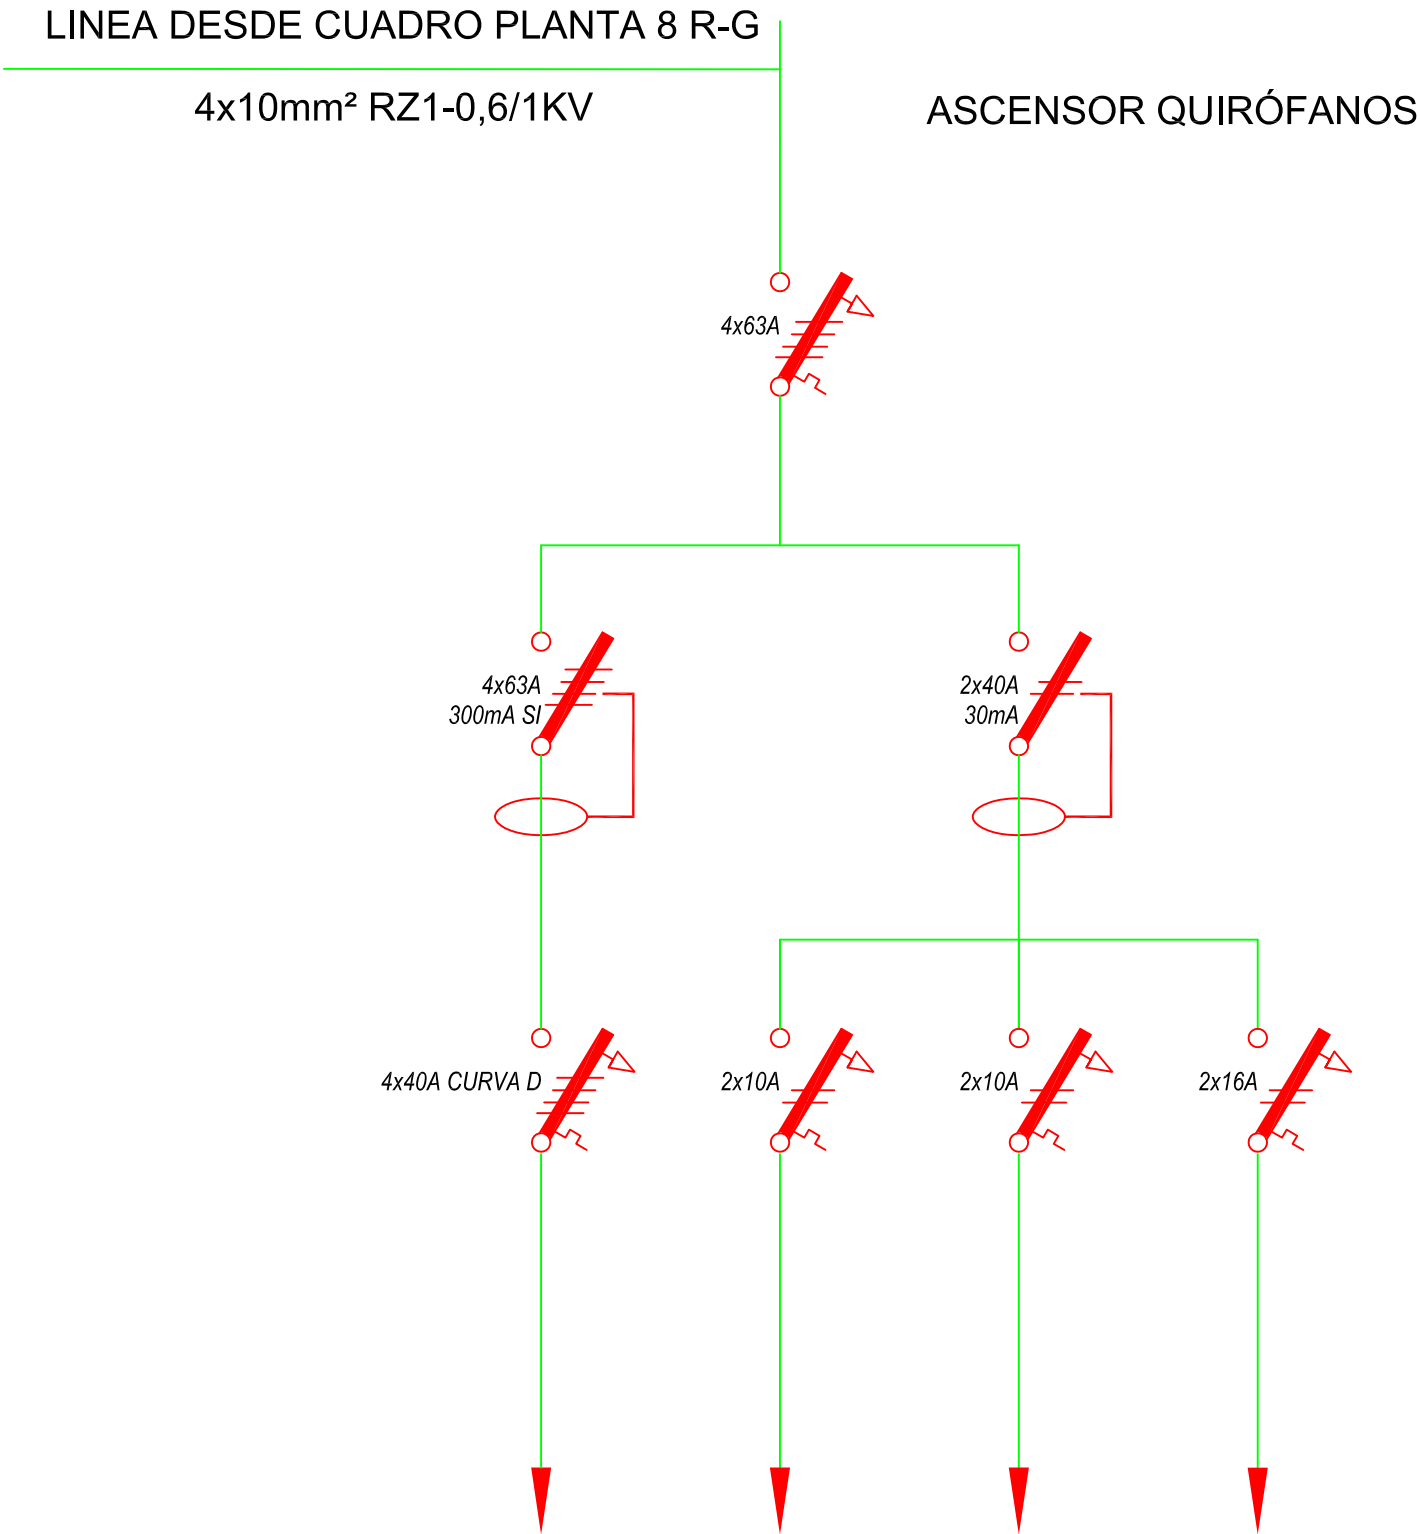 LINEA DESDE CUADRO PLANTA 8 R-G
4x10mm² RZ1-0,6/1KV
ASCENSOR QUIRÓFANOS
4x63A
4x63A
300mA SI
2x40A
30mA
4x40A CURVA D
2x10A
2x10A
2x16A